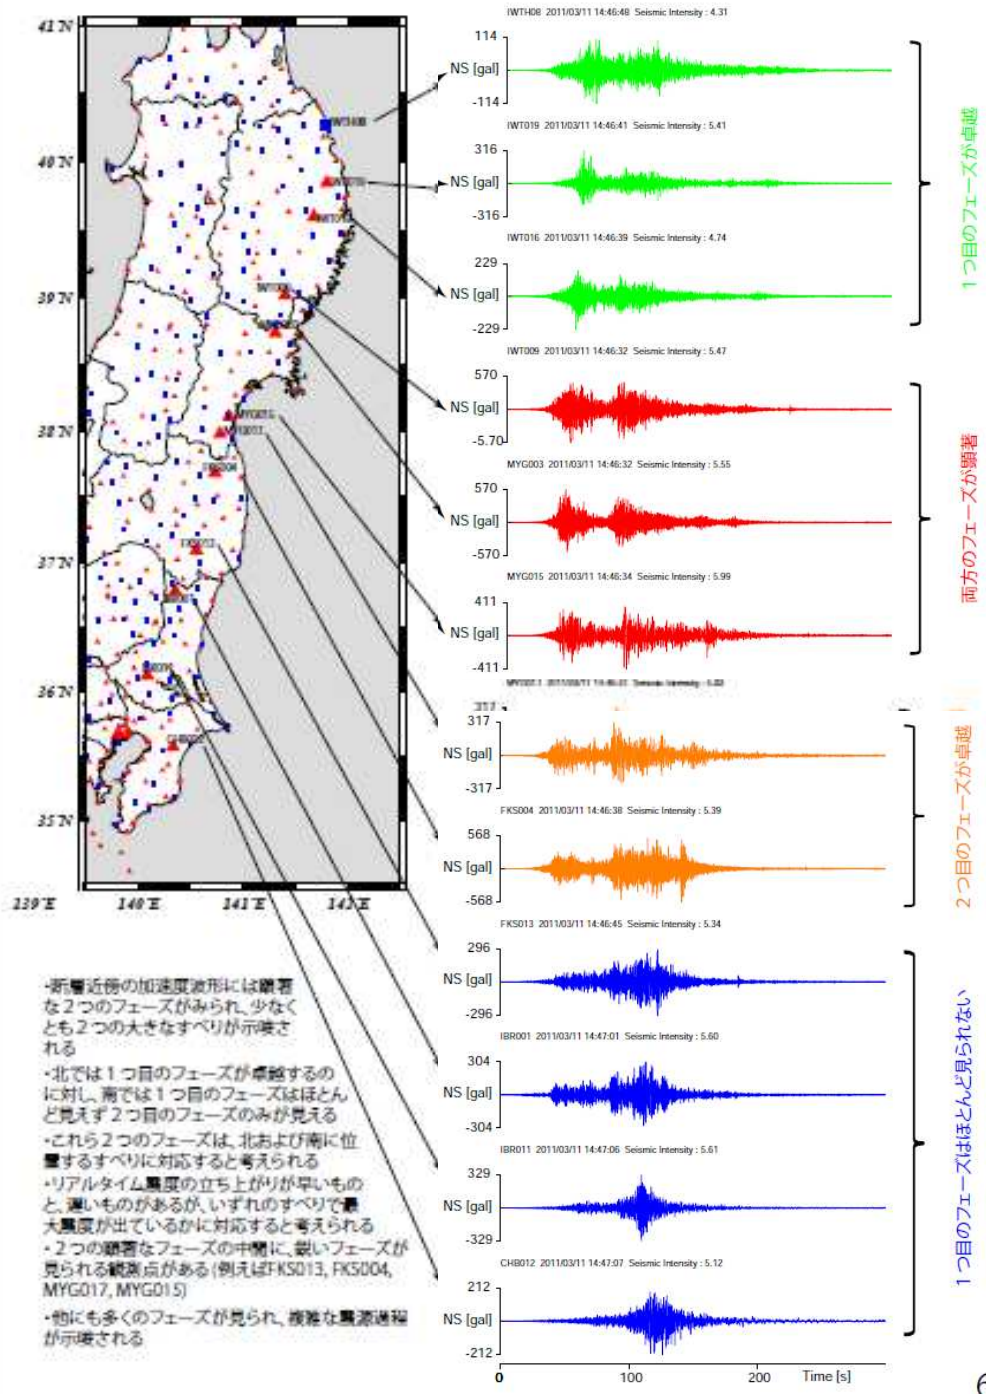 41°N
40°N
39°N
38°N
37°N
36°N
35°N
139°E
140°E
141°E
142°E
IWTH08 2011/03/11 14:46:48 Seismic Intensity : 4.31
114
NS [gal]
-114
IWT019 2011/03/11 14:46:41 Seismic Intensity : 5.41
316
NS [gal]
-316
IWT016 2011/03/11 14:46:39 Seismic Intensity : 4.74
229
NS [gal]
-229
1つ目のフェーズが卓越
IWT009 2011/03/11 14:46:32 Seismic Intensity : 5.47
570
NS [gal]
-570
MYG003 2011/03/11 14:46:32 Seismic Intensity : 5.55
570
NS [gal]
-570
MYG015 2011/03/11 14:46:34 Seismic Intensity : 5.99
411
NS [gal]
-411
両方のフェーズが顕著
317
317
NS [gal]
-317
FKS004 2011/03/11 14:46:38 Seismic Intensity : 5.39
568
NS [gal]
-568
2つ目のフェーズが卓越
FKS013 2011/03/11 14:46:45 Seismic Intensity : 5.34
296
NS [gal]
-296
IBR001 2011/03/11 14:47:01 Seismic Intensity : 5.60
304
NS [gal]
-304
IBR011 2011/03/11 14:47:06 Seismic Intensity : 5.61
329
NS [gal]
-329
CHB012 2011/03/11 14:47:07 Seismic Intensity : 5.12
212
NS [gal]
-212
0
100
200
Time [s]
1つ目のフェーズはほとんど見られない
・断層近傍の加速度波形には顕著
な2つのフェーズがみられ、少なく
とも2つの大きなすべりが示唆さ
れる
・北では1つ目のフェーズが卓越するの
に対し、南では1つ目のフェーズはほとん
ど見えず2つ目のフェーズのみが見える
・これら2つのフェーズは、北および南に位
置するすべりに対応すると考えられる
・リアルタイム震度の立ち上がりが早いもの
と、遅いものがあるが、いずれのすべりで最
大震度が出ているかに対応すると考えられる
・2つの顕著なフェーズの中間に、鋭いフェーズが
見られる観測点がある(例えばFKS013, FKS004,
MYG017, MYG015)
・他にも多くのフェーズが見られ、複雑な震源過程
が示唆される
6